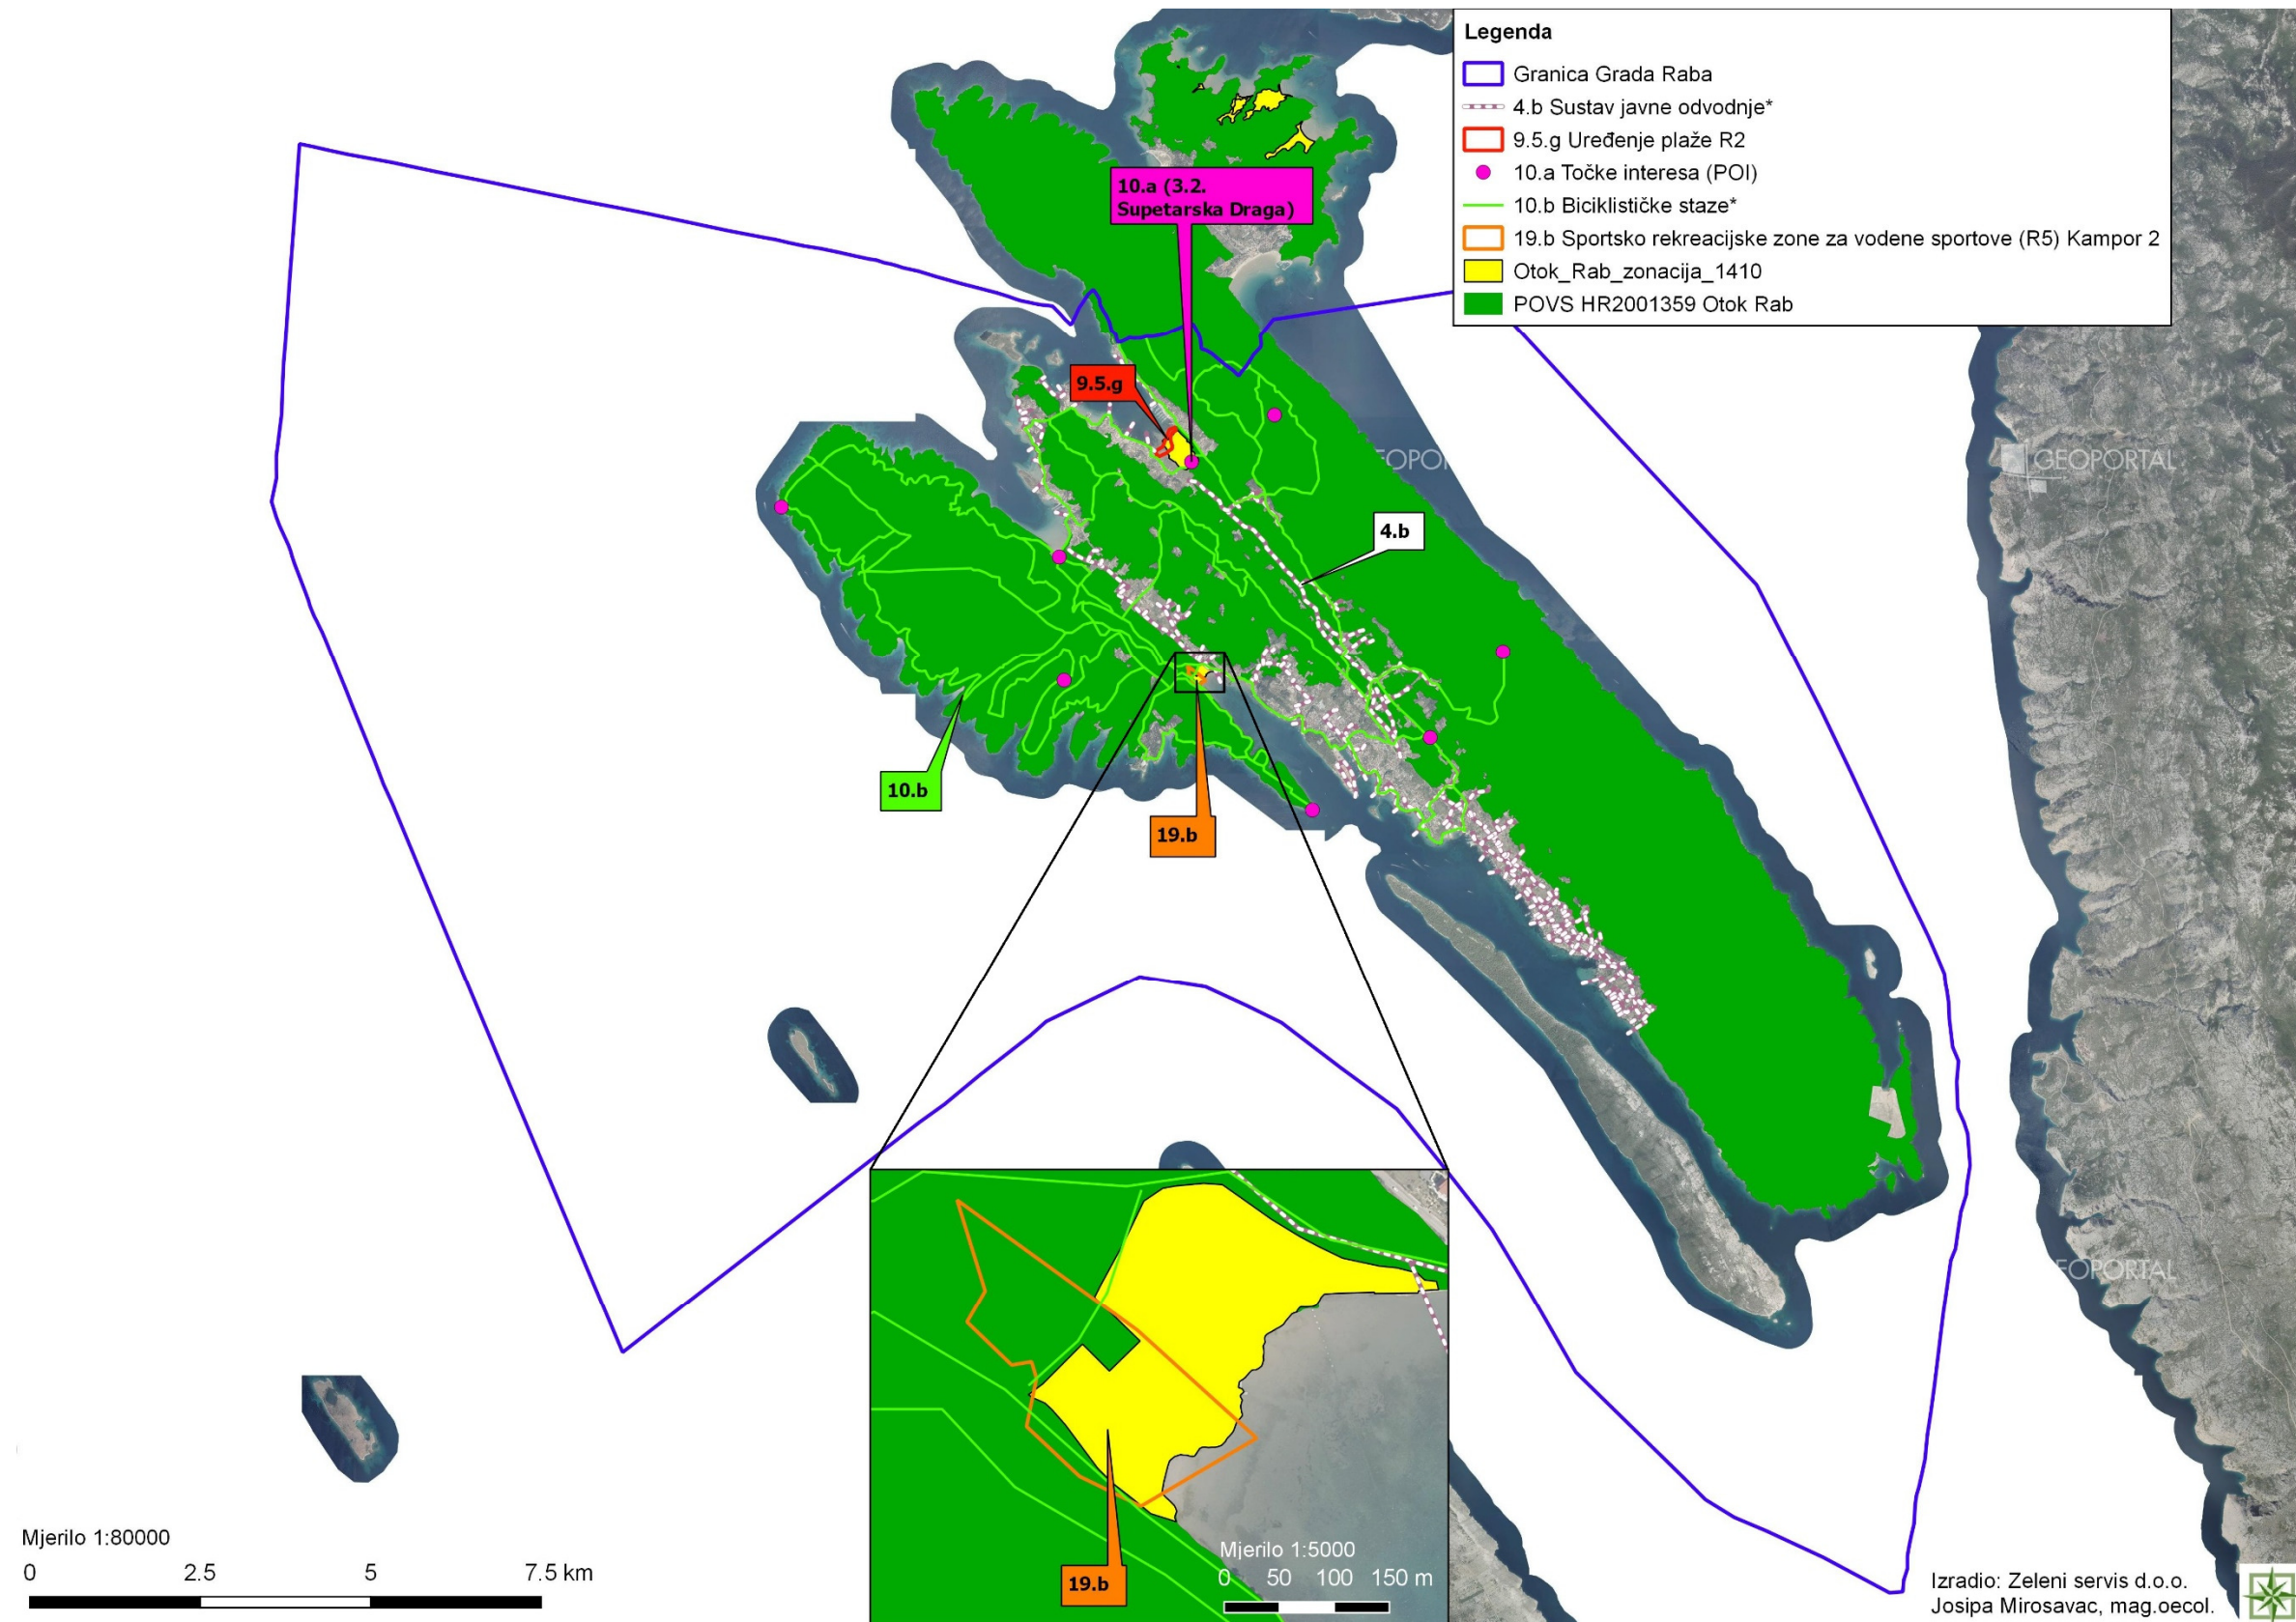 Legenda
Granica Grada Raba
4.b Sustav javne odvodnje*
9.5.g Uređenje plaže R2
10.a Točke interesa (POI)
10.b Biciklističke staze*
19.b Sportsko rekreacijske zone za vodene sportove (R5) Kampor 2
Otok_Rab_zonacija_1410
POVS HR2001359 Otok Rab
10.a (3.2.
Supetarska Draga)
9.5.g
GEOPORTAL
4.b
10.b
19.b
19.b
Mjerilo 1:5000
0 50 100 150 m
Mjerilo 1:80000
0 2.5 5 7.5 km
Izradio: Zeleni servis d.o.o.
Josipa Mirosavac, mag.oecol.